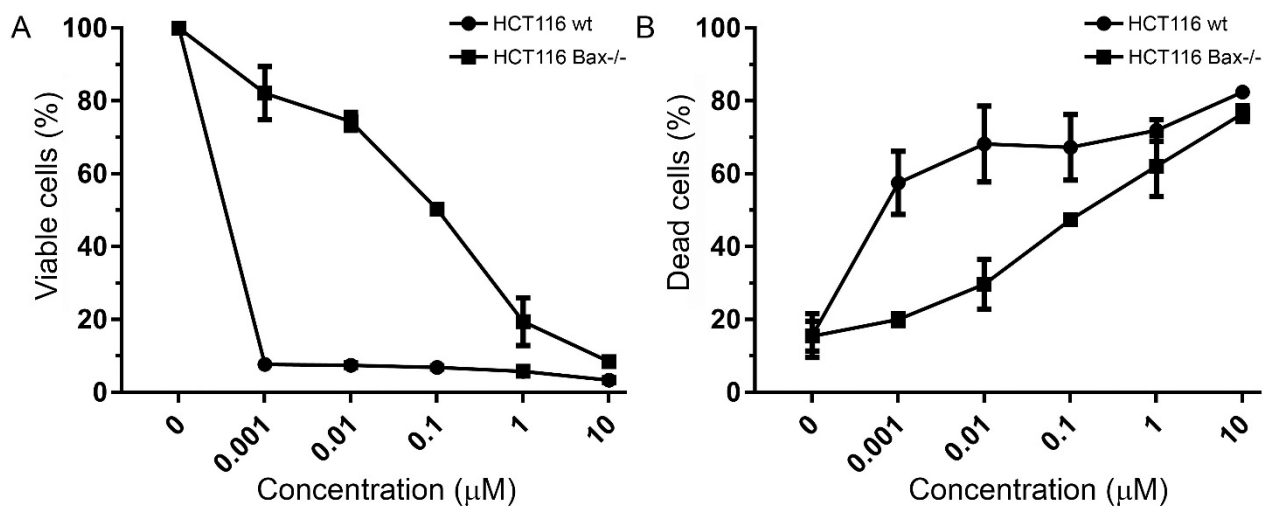 A
HCT116 wt
HCT116 Bax-/-
100
80
60
40
20
0
Viable cells (%)
0
0.001
0.01
0.1
1
10
Concentration (μM)
B
HCT116 wt
HCT116 Bax-/-
100
80
60
40
20
0
Dead cells (%)
0
0.001
0.01
0.1
1
10
Concentration (μM)